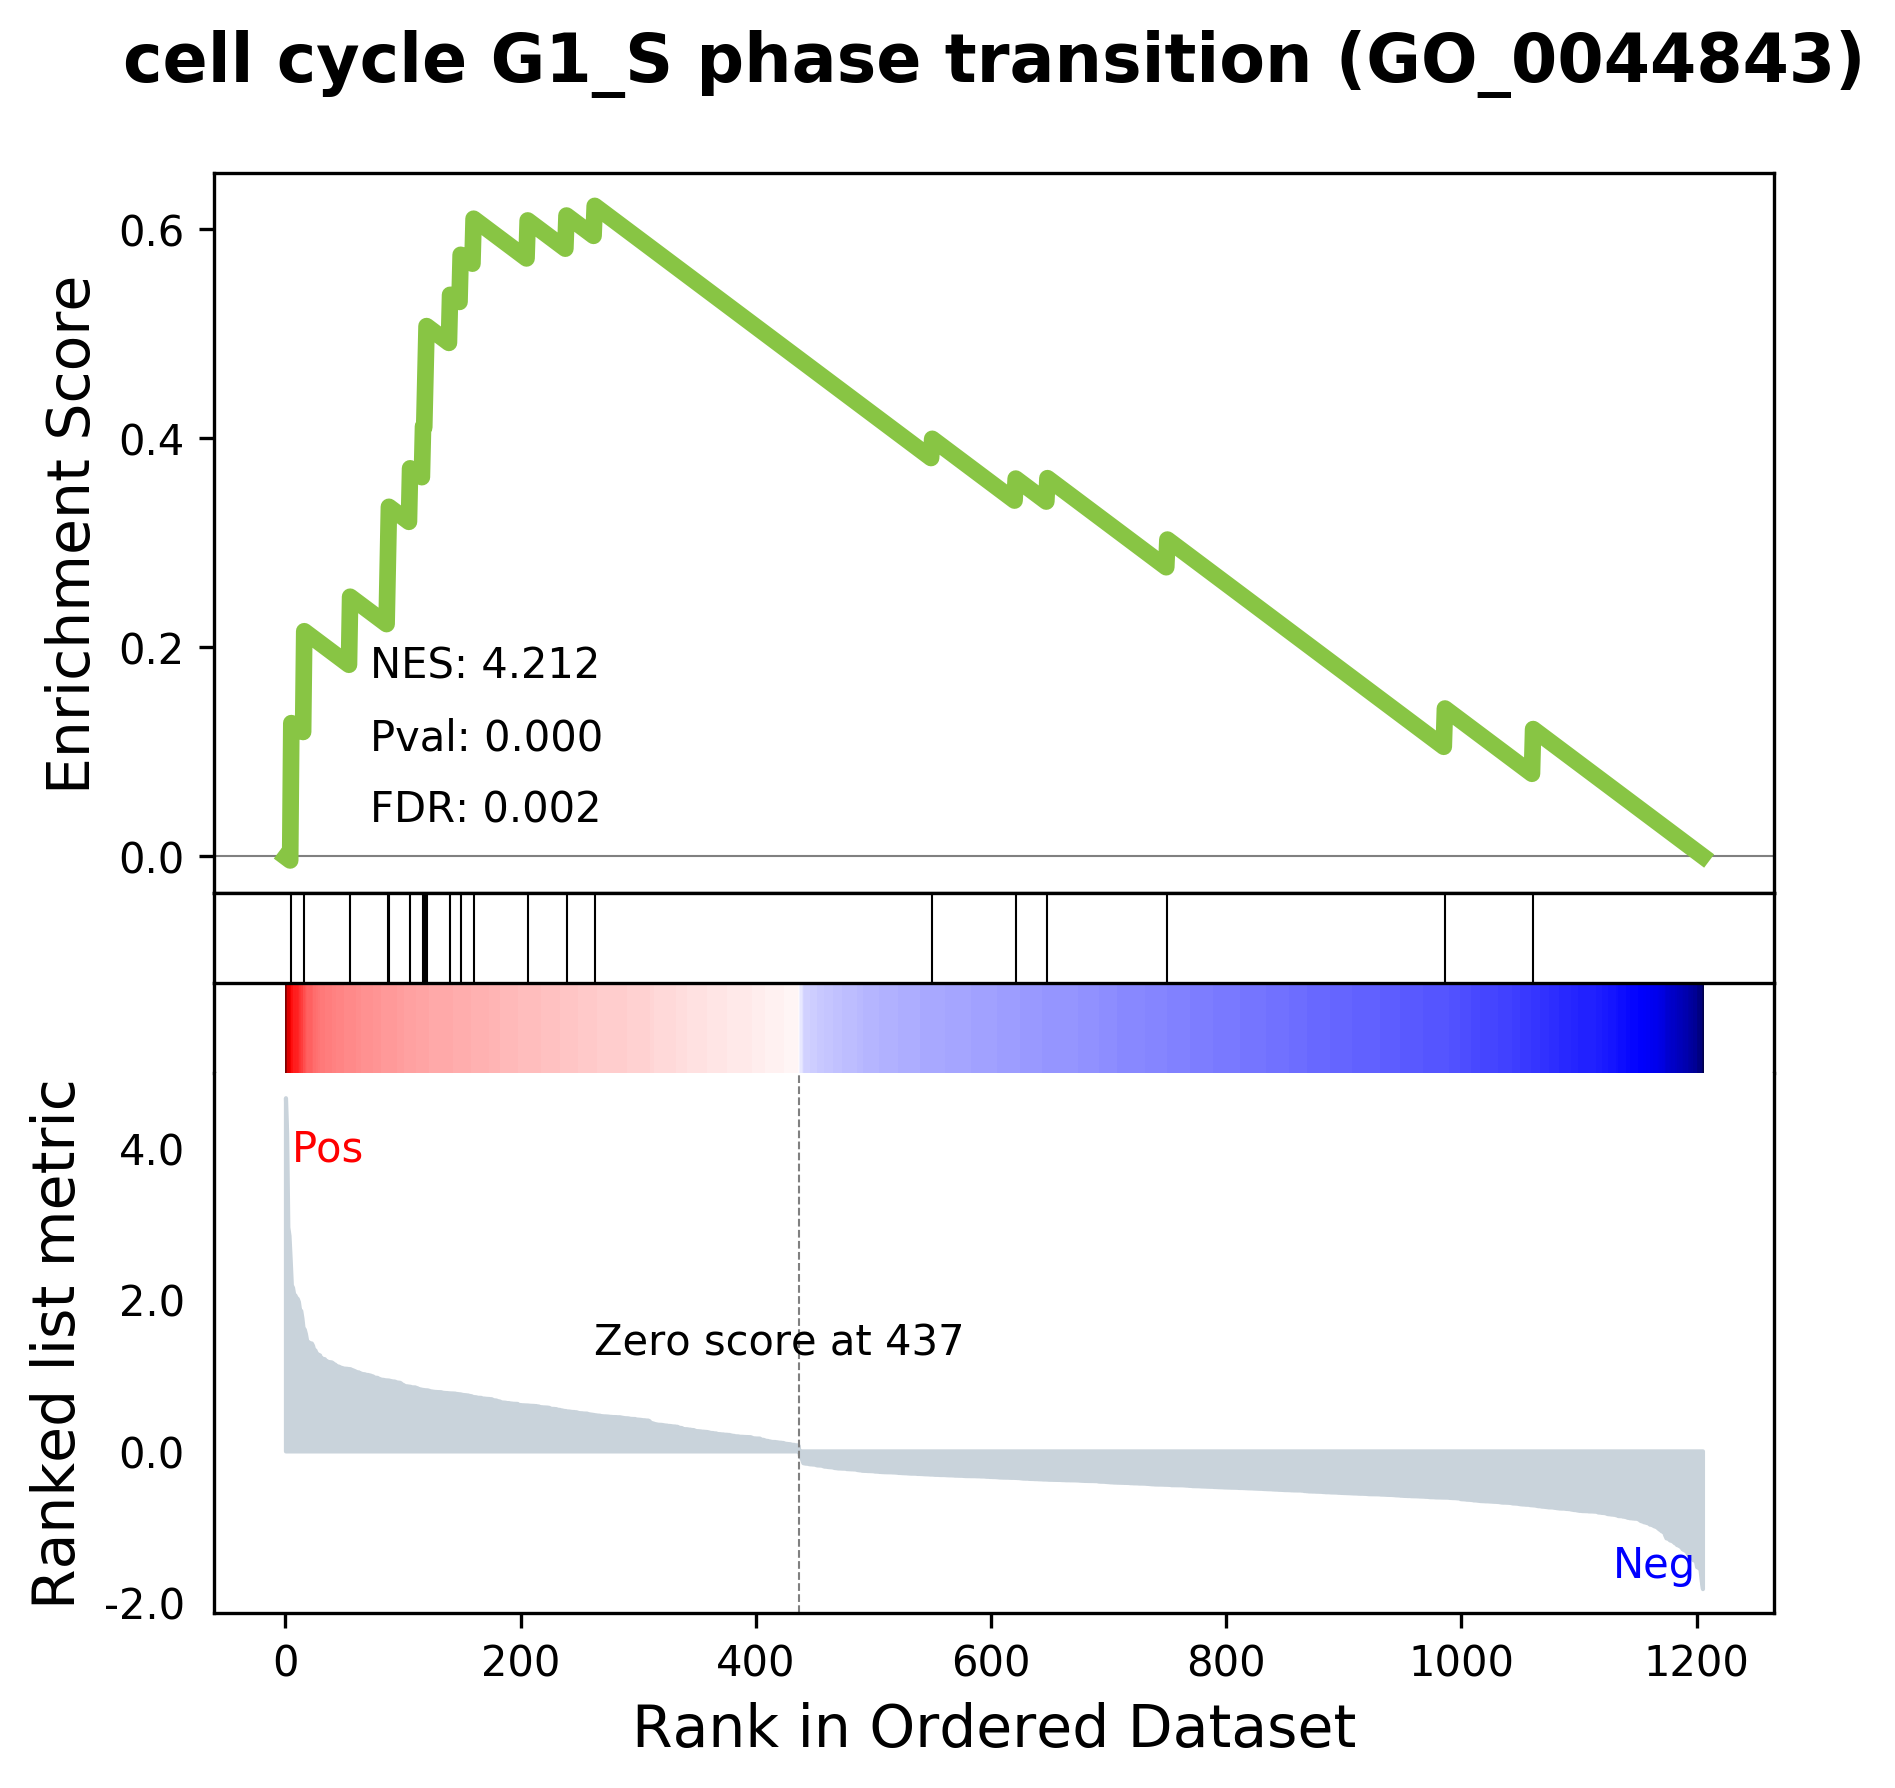 cell cycle G1_S phase transition (GO_0044843)
Enrichment Score
0.6
0.4
0.2
0.0
NES: 4.212
Pval: 0.000
FDR: 0.002
Ranked list metric
4.0
2.0
0.0
-2.0
Pos
Zero score at 437
Neg
0 200 400 600 800 1000 1200
Rank in Ordered Dataset